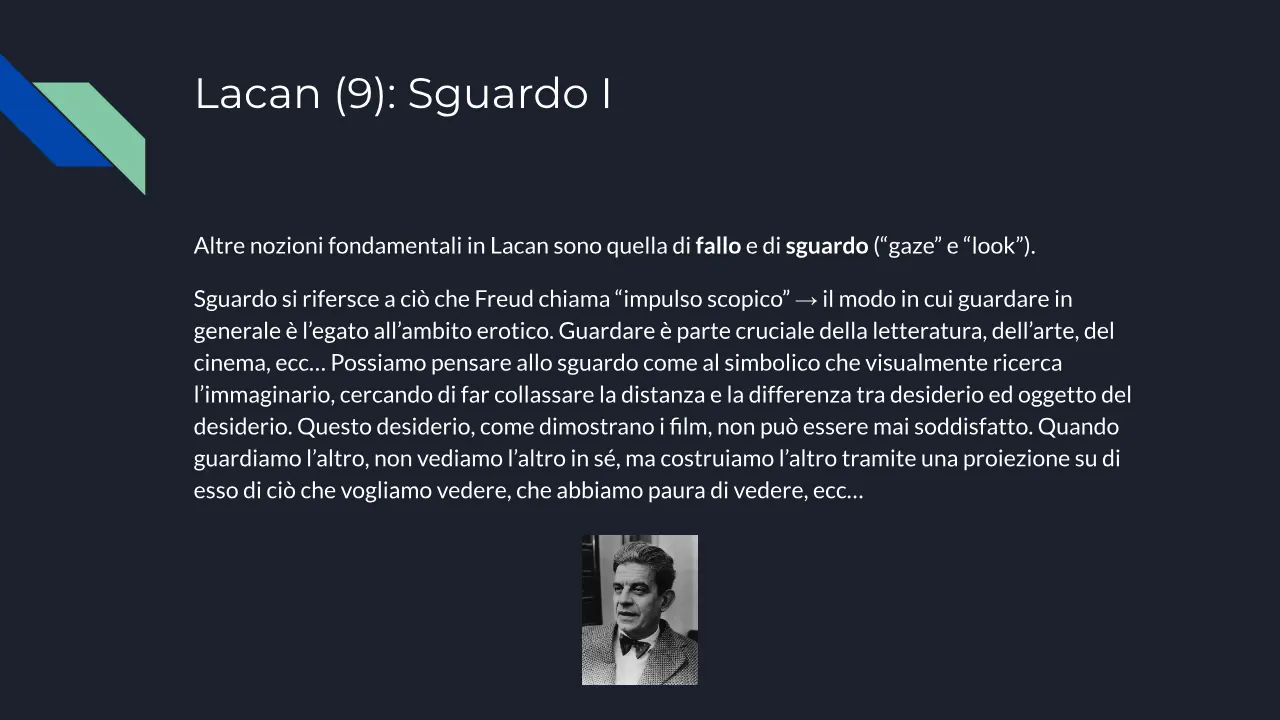 Lacan (9): Sguardo I
Altre nozioni fondamentali in Lacan sono quella di fallo e di sguardo (“gaze” e “look”).
Sguardo si rifersce a ciò che Freud chiama “impulso scopico” → il modo in cui guardare in
generale è l’egato all’ambito erotico. Guardare è parte cruciale della letteratura, dell’arte, del
cinema, ecc… Possiamo pensare allo sguardo come al simbolico che visualmente ricerca
l’immaginario, cercando di far collassare la distanza e la differenza tra desiderio ed oggetto del
desiderio. Questo desiderio, come dimostrano i film, non può essere mai soddisfatto. Quando
guardiamo l’altro, non vediamo l’altro in sé, ma costruiamo l’altro tramite una proiezione su di
esso di ciò che vogliamo vedere, che abbiamo paura di vedere, ecc…